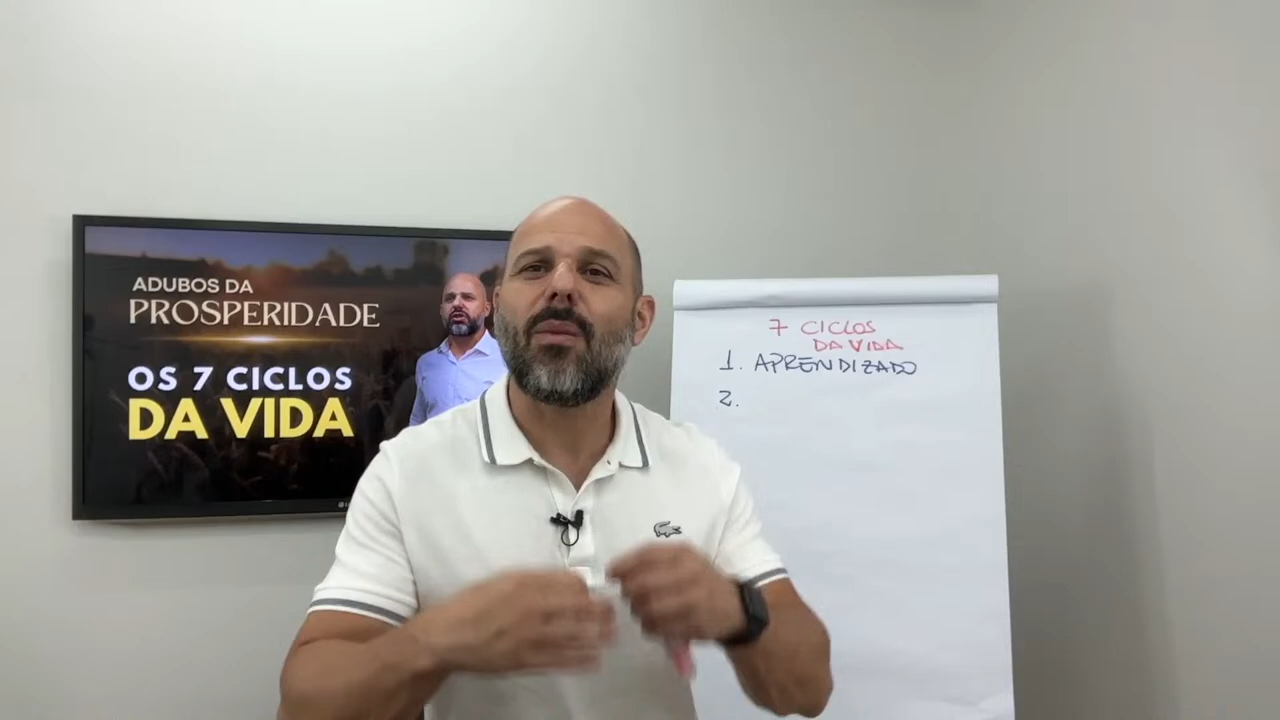 ADUBOS DA
PROSPERIDADE
OS 7 CICLOS
DA VIDA
7 CICLOS
DA VIDA
1. APRENDIZADO
2.